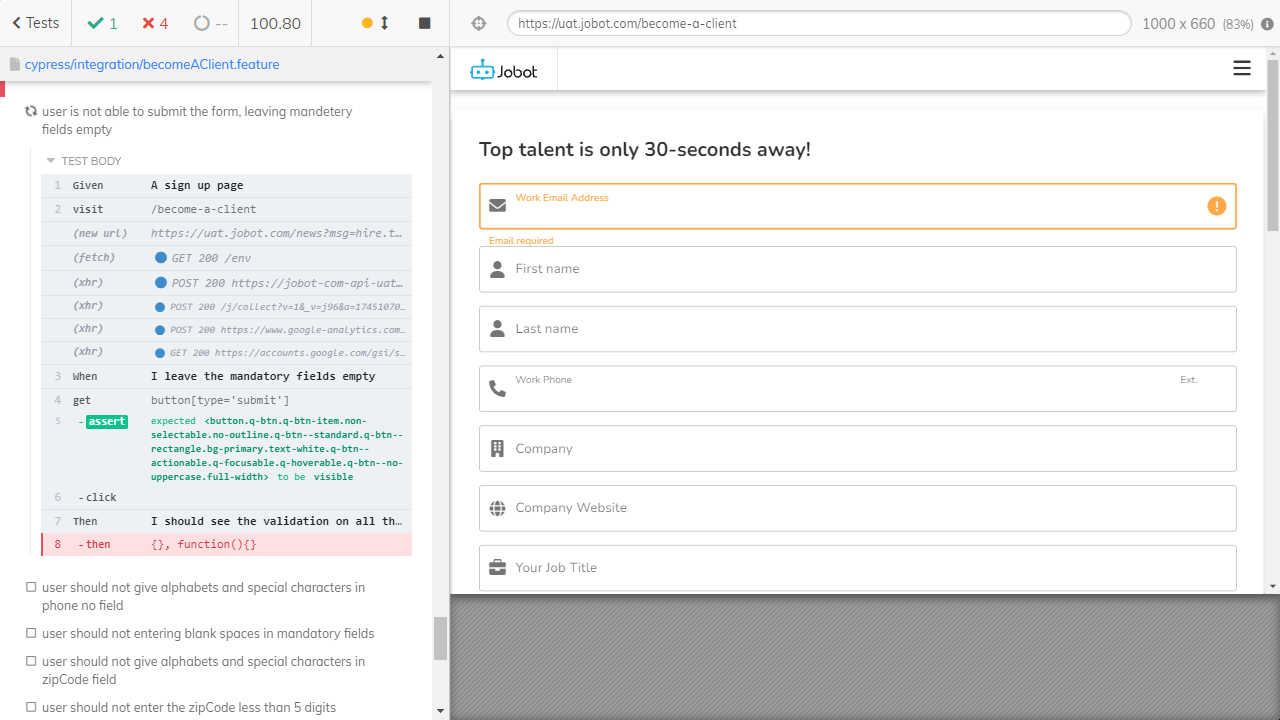 Tests
1
4
--
100.80
https://uat.jobot.com/become-a-client
1000 x 660 (83%)
cypress/integration/becomeAClient.feature
user is not able to submit the form, leaving mandetery
fields empty
TEST BODY
1 Given A sign up page
2 visit /become-a-client
(new url) https://uat.jobot.com/news?msg=hire.t…
(fetch) GET 200 /env
(xhr) POST 200 https://jobot-com-api-uat…
(xhr) POST 200 /j/collect?v=1&_v=j96&a=17451070…
(xhr) POST 200 https://www.google-analytics.com…
(xhr) GET 200 https://accounts.google.com/gsi/s…
3 When I leave the mandatory fields empty
4 get button[type='submit']
5 -assert expected <button.q-btn.q-btn-item.non-
selectable.no-outline.q-btn--standard.q-btn--
rectangle.bg-primary.text-white.q-btn--
actionable.q-focusable.q-hoverable.q-btn--no-
uppercase.full-width> to be visible
6 -click
7 Then I should see the validation on all th…
8 -then {}, function(){}
user should not give alphabets and special characters in
phone no field
user should not entering blank spaces in mandatory fields
user should not give alphabets and special characters in
zipCode field
user should not enter the zipCode less than 5 digits
Jobot
Top talent is only 30-seconds away!
Work Email Address
Email required
First name
Last name
Work Phone
Ext.
Company
Company Website
Your Job Title